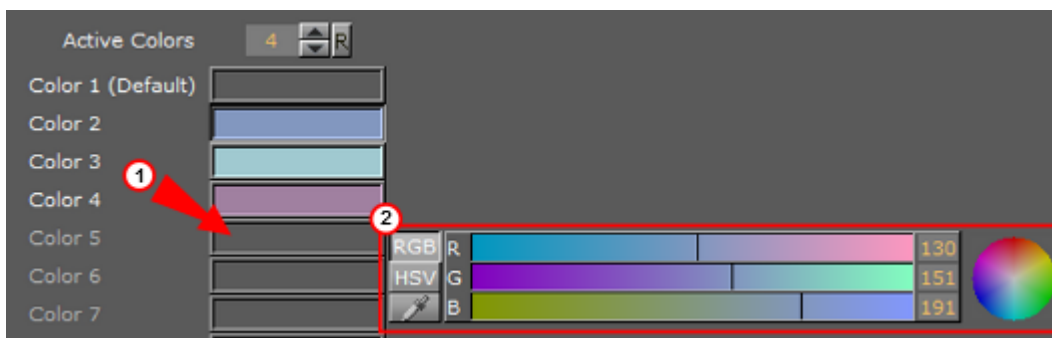 Active Colors 4 R
Color 1 (Default)
Color 2
Color 3
1
Color 4
2
Color 5
RGB R 130
Color 6
HSV G 151
Color 7
B 191